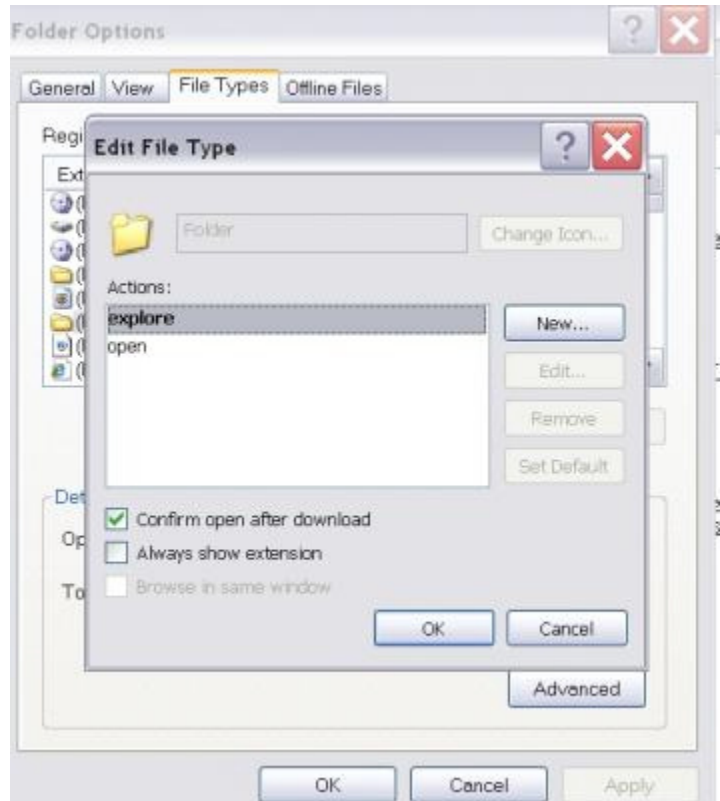 Folder Options
General View File Types Offline Files
Regi
Edit File Type
Ext
Folder
Change Icon...
Actions:
explore
open
New...
Edit...
Remove
Set Default
Det
Confirm open after download
Op
Always show extension
To
Browse in same window
OK Cancel
Advanced
OK Cancel Apply